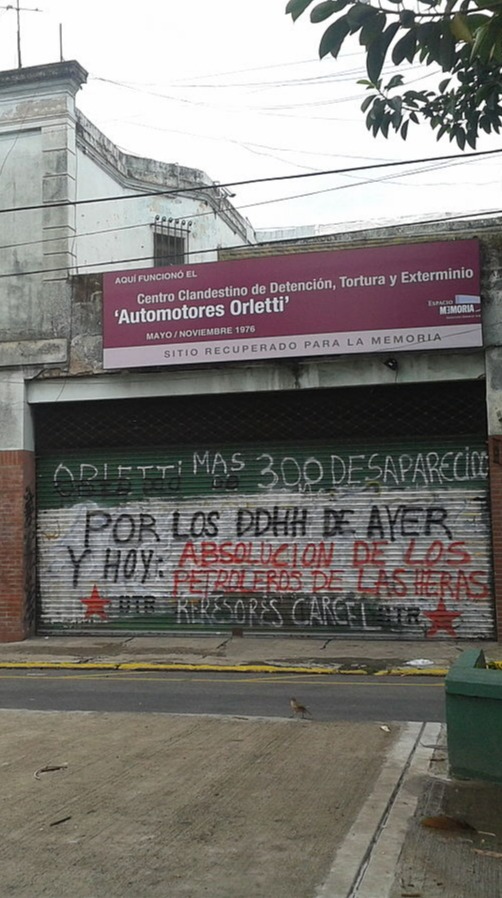 AQUÍ FUNCIONÓ EL
Centro Clandestino de Detención, Tortura y Exterminio
'Automotores Orletti'
MAYO / NOVIEMBRE 1976
ESPACIO
MEMORIA
SITIO RECUPERADO PARA LA MEMORIA
ORLETTI MAS 300 DESAPARECIDOS
POR LOS DDHH DE AYER
Y HOY: ABSOLUCION DE LOS
PETROLEROS DE LAS HERAS
CARCEL